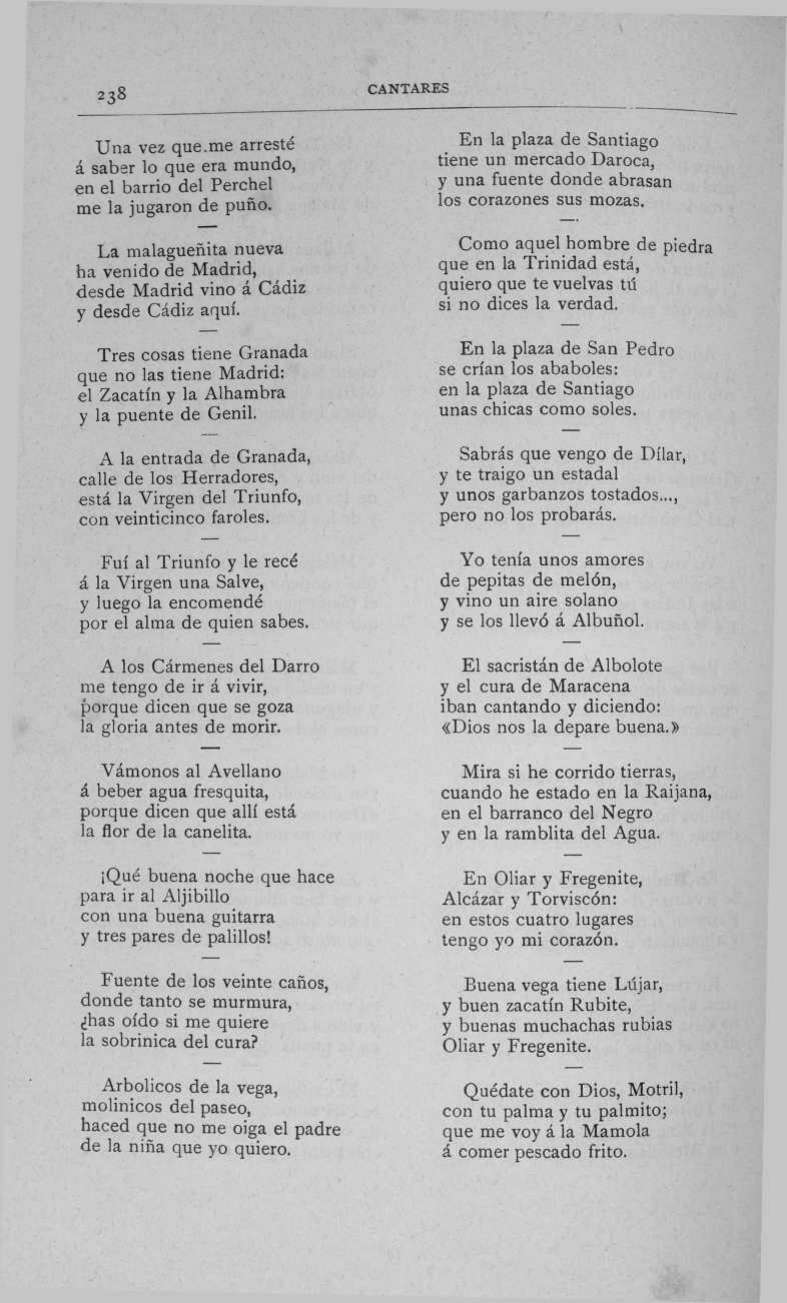 238
CANTARES
Una vez que.me arresté
á saber lo que era mundo,
en el barrio del Perchel
me la jugaron de puño.
—
La malagueñita nueva
ha venido de Madrid,
desde Madrid vino á Cádiz
y desde Cádiz aquí.
—
Tres cosas tiene Granada
que no las tiene Madrid:
el Zacatín y la Alhambra
y la puente de Genil.
—
A la entrada de Granada,
calle de los Herradores,
está la Virgen del Triunfo,
con veinticinco faroles.
—
Fuí al Triunfo y le recé
á la Virgen una Salve,
y luego la encomendé
por el alma de quien sabes.
—
A los Cármenes del Darro
me tengo de ir á vivir,
porque dicen que se goza
la gloria antes de morir.
—
Vámonos al Avellano
á beber agua fresquita,
porque dicen que allí está
la flor de la canelita.
—
¡Qué buena noche que hace
para ir al Aljibillo
con una buena guitarra
y tres pares de palillos!
—
Fuente de los veinte caños,
donde tanto se murmura,
¿has oído si me quiere
la sobrinica del cura?
—
Arbolicos de la vega,
molinicos del paseo,
haced que no me oiga el padre
de la niña que yo quiero.
En la plaza de Santiago
tiene un mercado Daroca,
y una fuente donde abrasan
los corazones sus mozas.
—
Como aquel hombre de piedra
que en la Trinidad está,
quiero que te vuelvas tú
si no dices la verdad.
—
En la plaza de San Pedro
se crían los ababoles:
en la plaza de Santiago
unas chicas como soles.
—
Sabrás que vengo de Dílar,
y te traigo un estadal
y unos garbanzos tostados...,
pero no los probarás.
—
Yo tenía unos amores
de pepitas de melón,
y vino un aire solano
y se los llevó á Albuñol.
—
El sacristán de Albolote
y el cura de Maracena
iban cantando y diciendo:
«Dios nos la depare buena.»
—
Mira si he corrido tierras,
cuando he estado en la Raijana,
en el barranco del Negro
y en la ramblita del Agua.
—
En Oliar y Fregenite,
Alcázar y Torviscón:
en estos cuatro lugares
tengo yo mi corazón.
—
Buena vega tiene Lújar,
y buen zacatín Rubite,
y buenas muchachas rubias
Oliar y Fregenite.
—
Quédate con Dios, Motril,
con tu palma y tu palmito;
que me voy á la Mamola
á comer pescado frito.